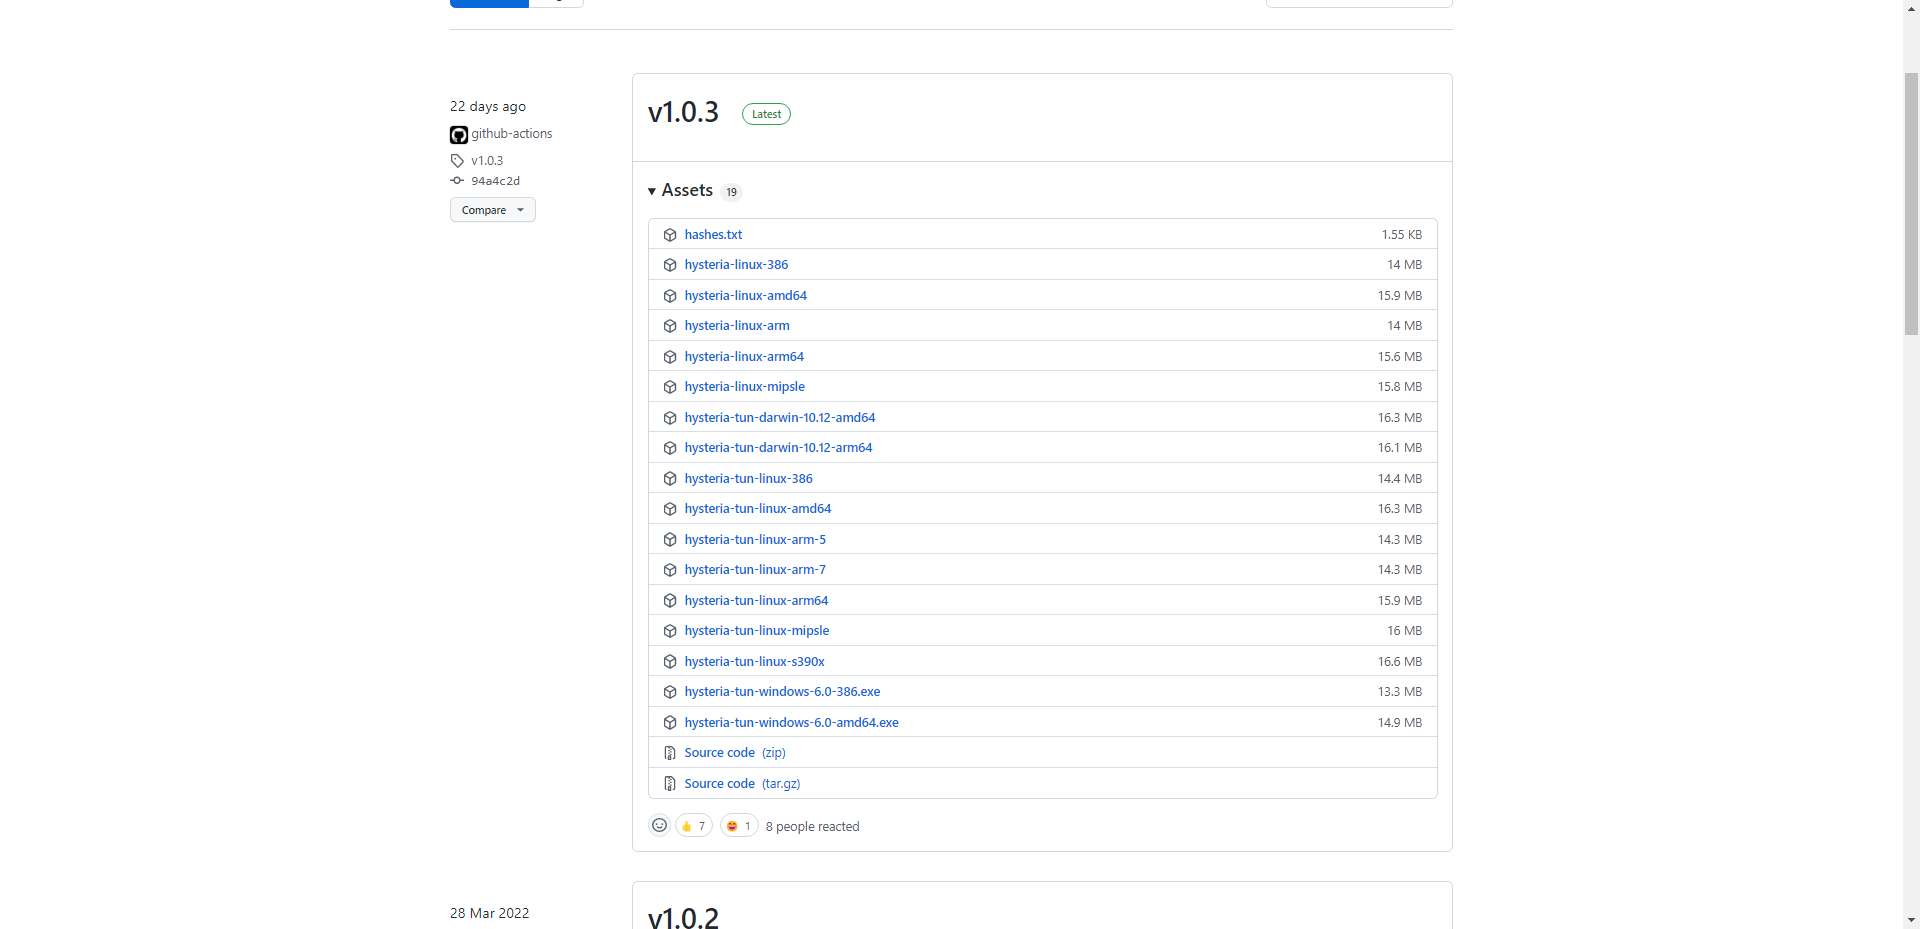 22 days ago
github-actions
v1.0.3
94a4c2d
Compare
v1.0.3 Latest
Assets 19
hashes.txt 1.55 KB
hysteria-linux-386 14 MB
hysteria-linux-amd64 15.9 MB
hysteria-linux-arm 14 MB
hysteria-linux-arm64 15.6 MB
hysteria-linux-mipsle 15.8 MB
hysteria-tun-darwin-10.12-amd64 16.3 MB
hysteria-tun-darwin-10.12-arm64 16.1 MB
hysteria-tun-linux-386 14.4 MB
hysteria-tun-linux-amd64 16.3 MB
hysteria-tun-linux-arm-5 14.3 MB
hysteria-tun-linux-arm-7 14.3 MB
hysteria-tun-linux-arm64 15.9 MB
hysteria-tun-linux-mipsle 16 MB
hysteria-tun-linux-s390x 16.6 MB
hysteria-tun-windows-6.0-386.exe 13.3 MB
hysteria-tun-windows-6.0-amd64.exe 14.9 MB
Source code (zip)
Source code (tar.gz)
7 1 8 people reacted
28 Mar 2022
v1.0.2